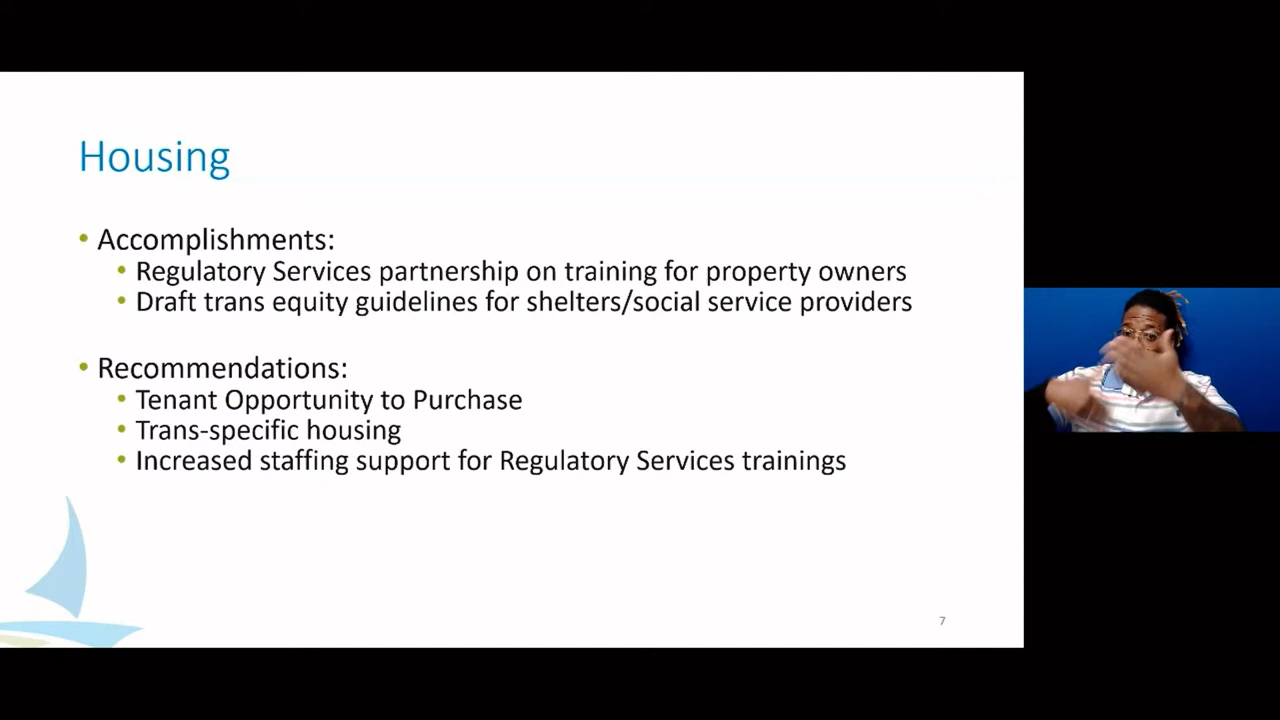 Housing
• Accomplishments:
• Regulatory Services partnership on training for property owners
• Draft trans equity guidelines for shelters/social service providers
• Recommendations:
• Tenant Opportunity to Purchase
• Trans-specific housing
• Increased staffing support for Regulatory Services trainings
7